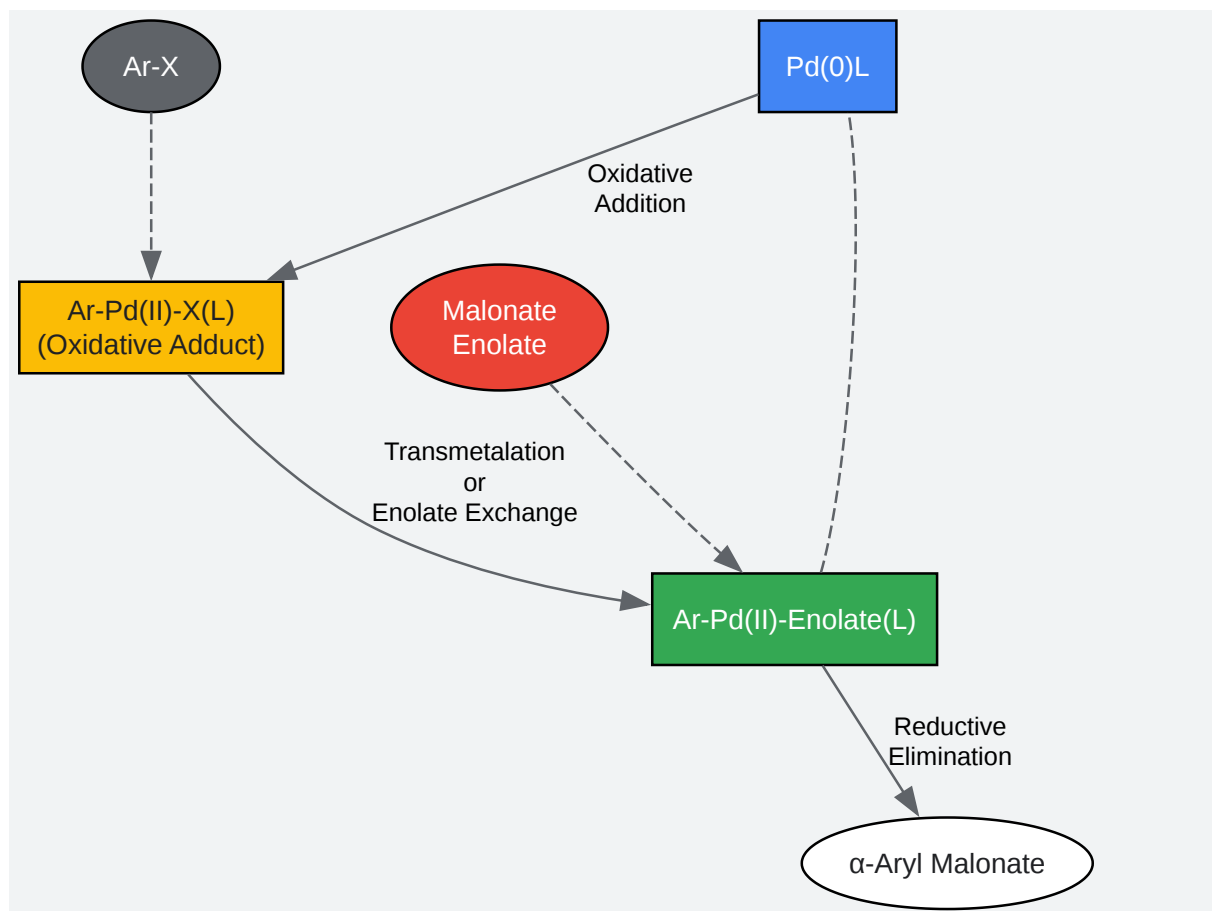 Ar-X
Pd(0)L
Oxidative
Addition
Ar-Pd(II)-X(L)
(Oxidative Adduct)
Malonate
Enolate
Transmetalation
or
Enolate Exchange
Ar-Pd(II)-Enolate(L)
Reductive
Elimination
α-Aryl Malonate